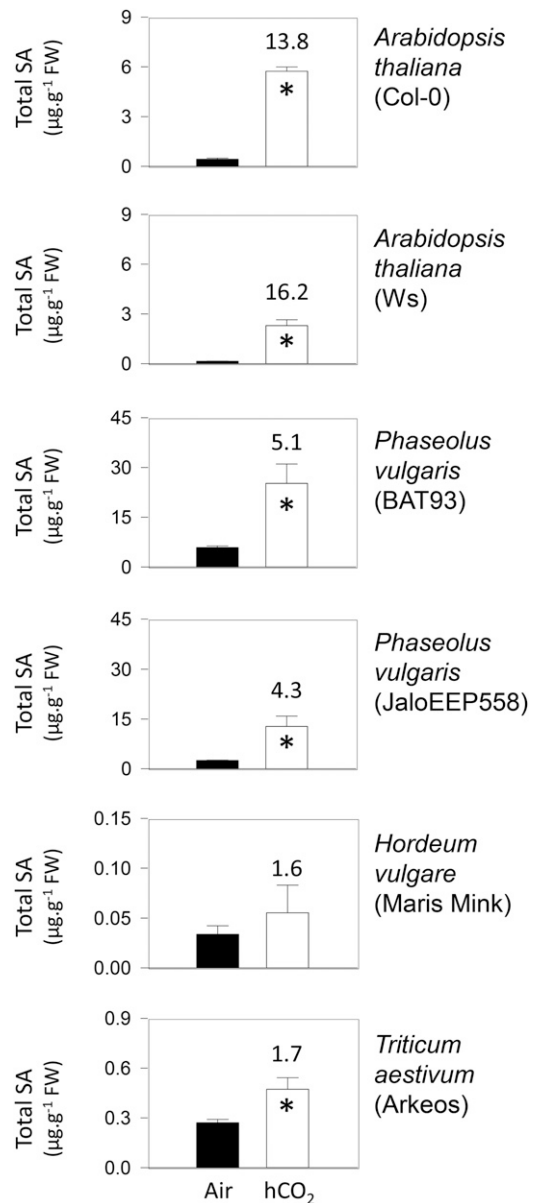 Total SA
(µg.g⁻¹ FW)
9
6
3
0
13.8
*
Arabidopsis
thaliana
(Col-0)
Total SA
(µg.g⁻¹ FW)
9
6
3
0
16.2
*
Arabidopsis
thaliana
(Ws)
Total SA
(µg.g⁻¹ FW)
45
30
15
0
5.1
*
Phaseolus
vulgaris
(BAT93)
Total SA
(µg.g⁻¹ FW)
45
30
15
0
4.3
*
Phaseolus
vulgaris
(JaloEEP558)
Total SA
(µg.g⁻¹ FW)
0.15
0.10
0.05
0.00
1.6
Hordeum
vulgare
(Maris Mink)
Total SA
(µg.g⁻¹ FW)
0.9
0.6
0.3
0.0
1.7
*
Triticum
aestivum
(Arkeos)
Air hCO₂